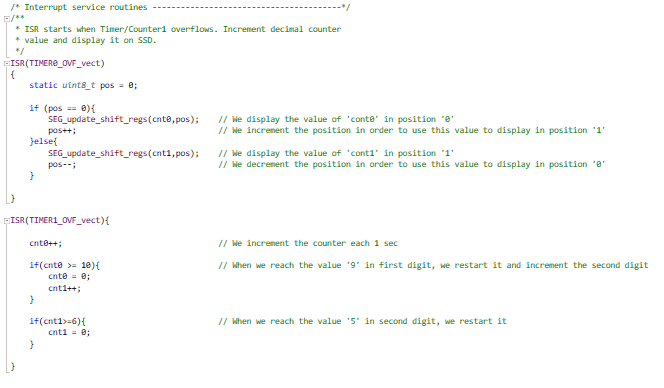 /* Interrupt service routines ----------------------------------------*/
/**
 * ISR starts when Timer/Counter1 overflows. Increment decimal counter
 * value and display it on SSD.
 */
ISR(TIMER0_OVF_vect)
{
    static uint8_t pos = 0;

    if (pos == 0){
        SEG_update_shift_regs(cnt0,pos);    // We display the value of 'cont0' in position '0'
        pos++;                              // We increment the position in order to use this value to display in position '1'
    }else{
        SEG_update_shift_regs(cnt1,pos);    // We display the value of 'cont1' in position '1'
        pos--;                              // We decrement the position in order to use this value to display in position '0'
    }

}

ISR(TIMER1_OVF_vect){

    cnt0++;                                 // We increment the counter each 1 sec

    if(cnt0 >= 10){                         // When we reach the value '9' in first digit, we restart it and increment the second digit
        cnt0 = 0;
        cnt1++;
    }

    if(cnt1>=6){                            // When we reach the value '5' in second digit, we restart it
        cnt1 = 0;
    }

}